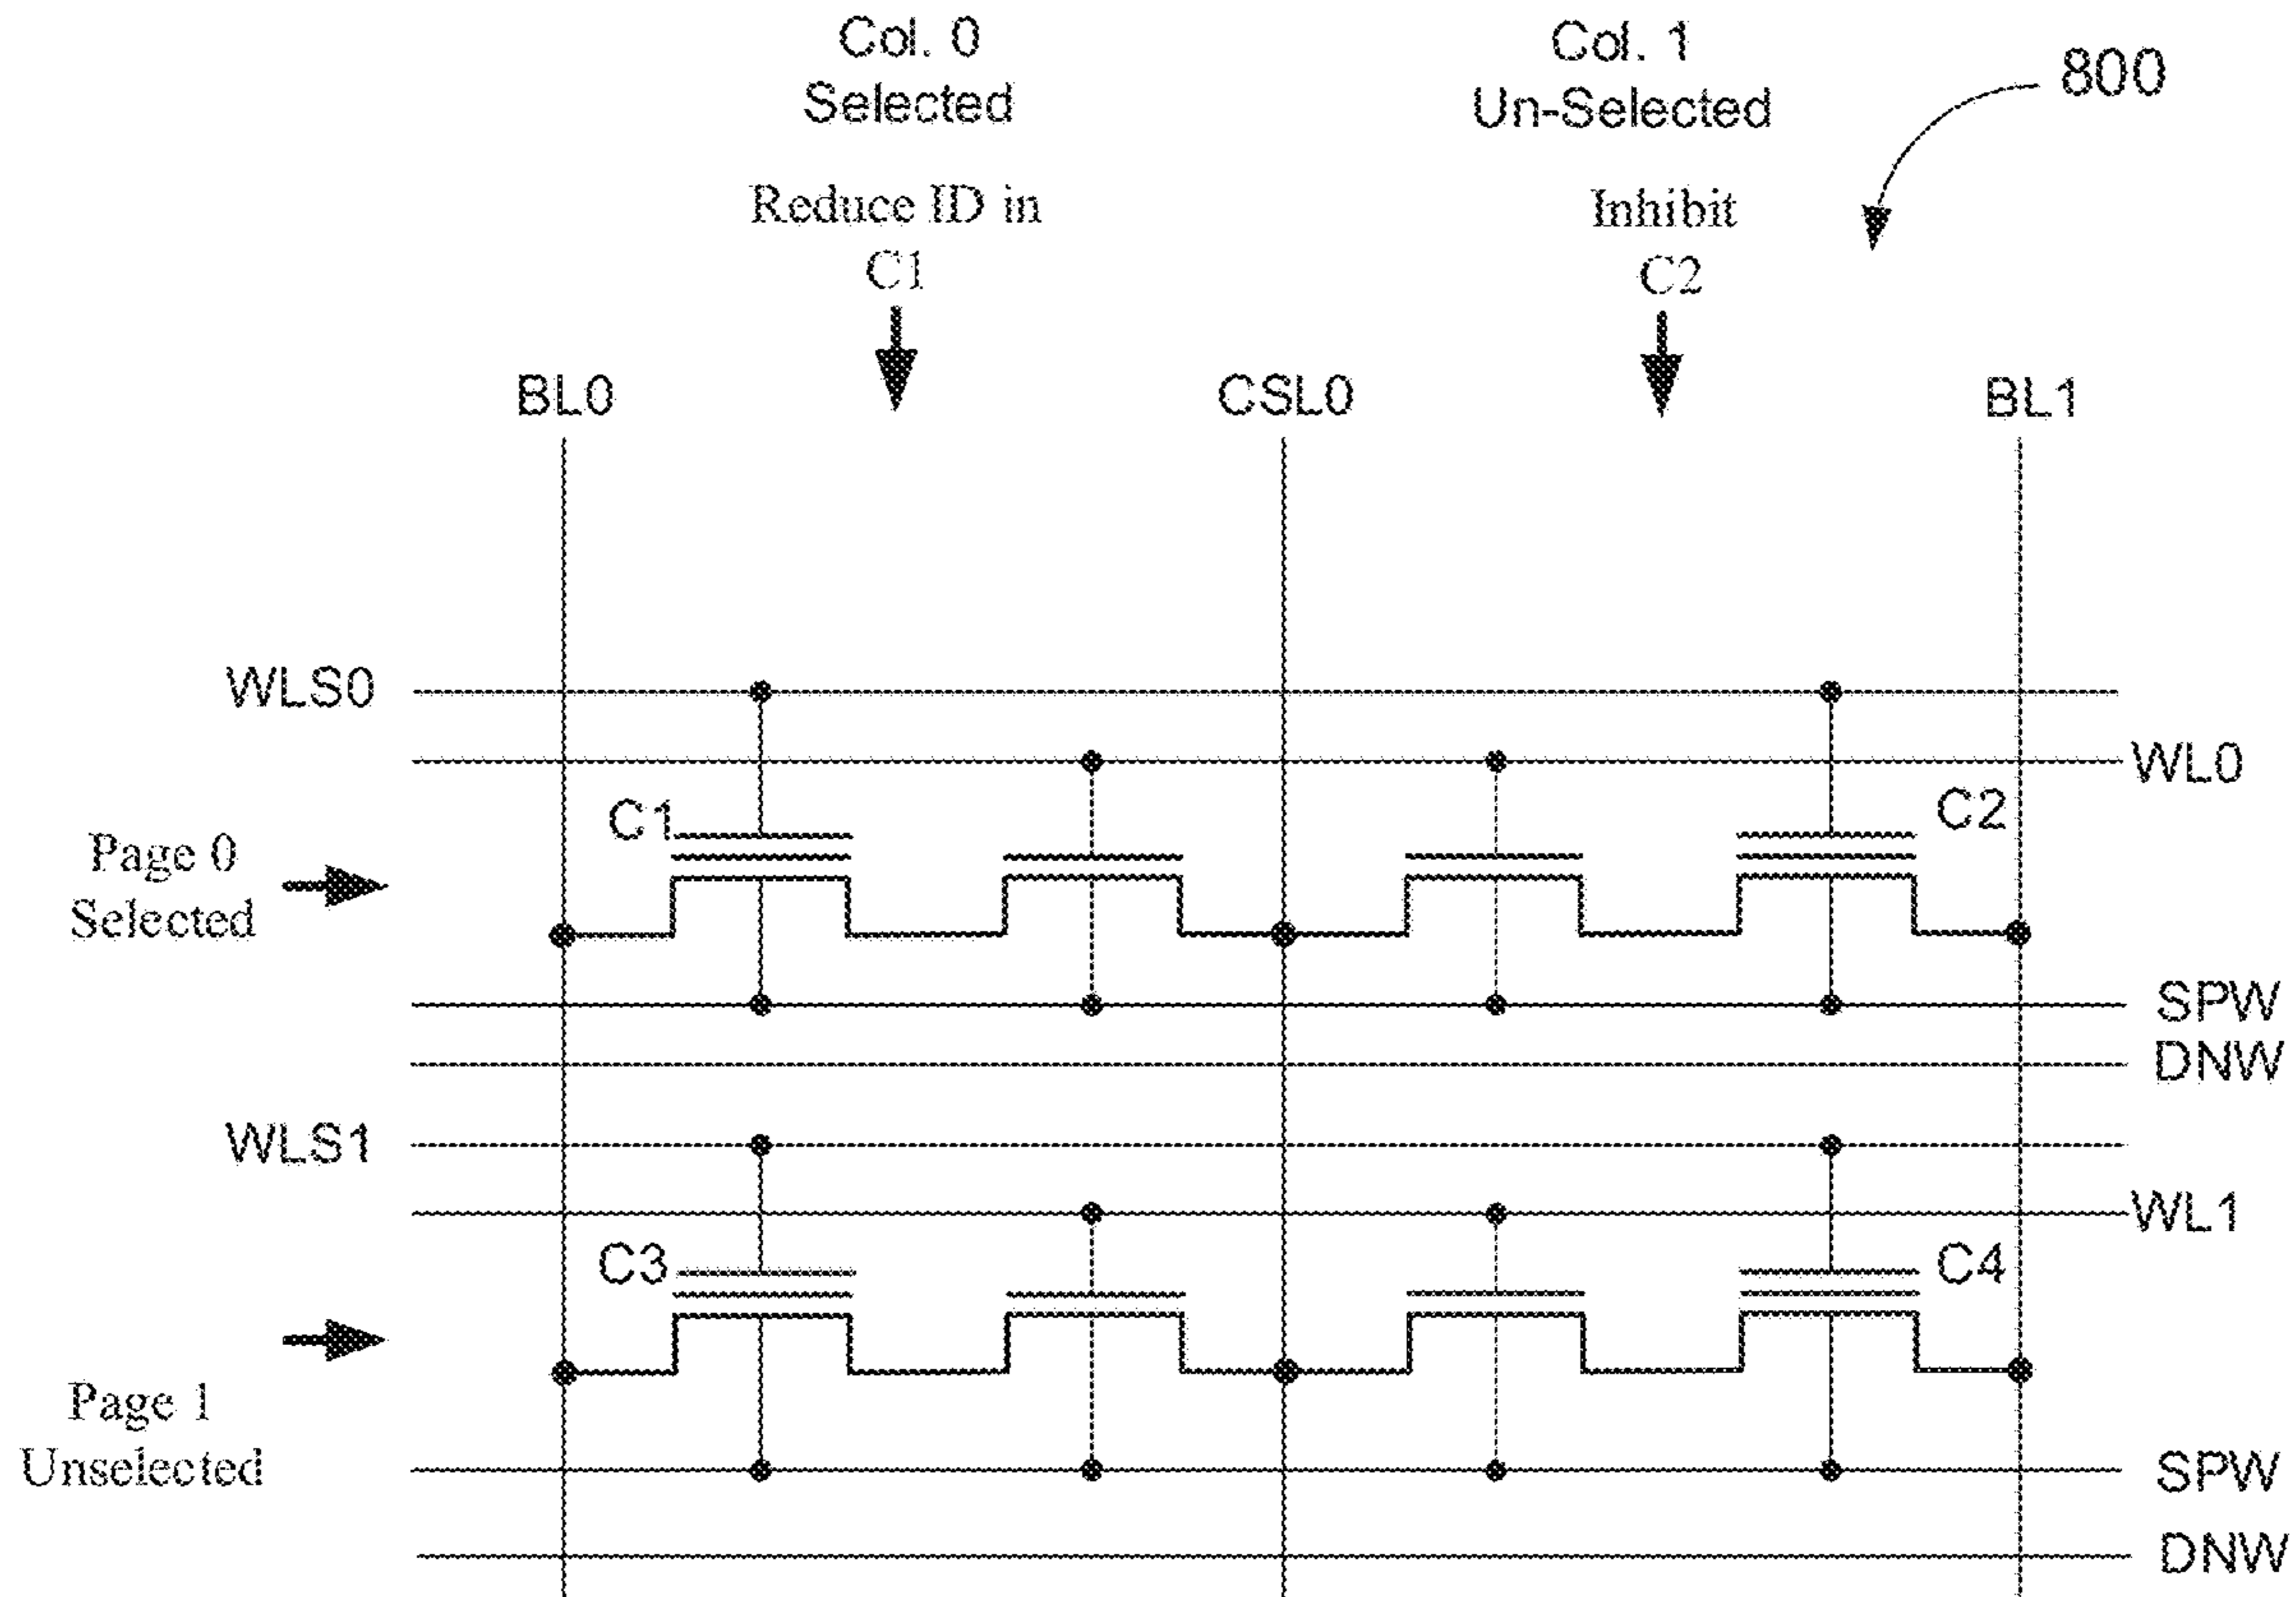 Col. 0
Selected
Col. 1
Un-Selected
800
Reduce ID in
C1
Inhibit
C2
BL0
CSL0
BL1
WLS0
WL0
C1
C2
Page 0
Selected
SPW
DNW
WLS1
WL1
C3
C4
Page 1
Unselected
SPW
DNW